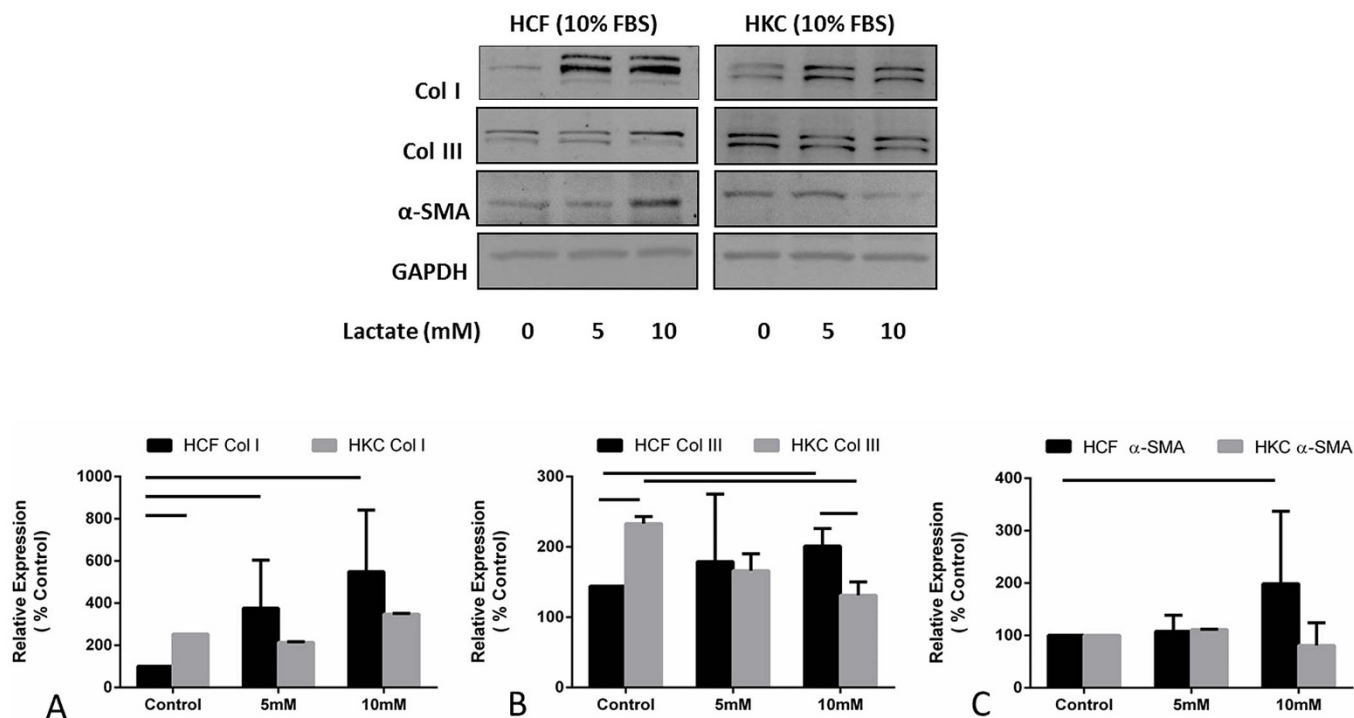 HCF (10% FBS) HKC (10% FBS)
Col I
Col III
α-SMA
GAPDH
Lactate (mM) 0 5 10 0 5 10
HCF Col I HKC Col I
Relative Expression
( % Control)
1000
800
600
400
200
0
Control 5mM 10mM
A
HCF Col III HKC Col III
Relative Expression
( % Control)
300
200
100
0
Control 5mM 10mM
B
HCF α-SMA HKC α-SMA
Relative Expression
( % Control)
400
300
200
100
0
Control 5mM 10mM
C